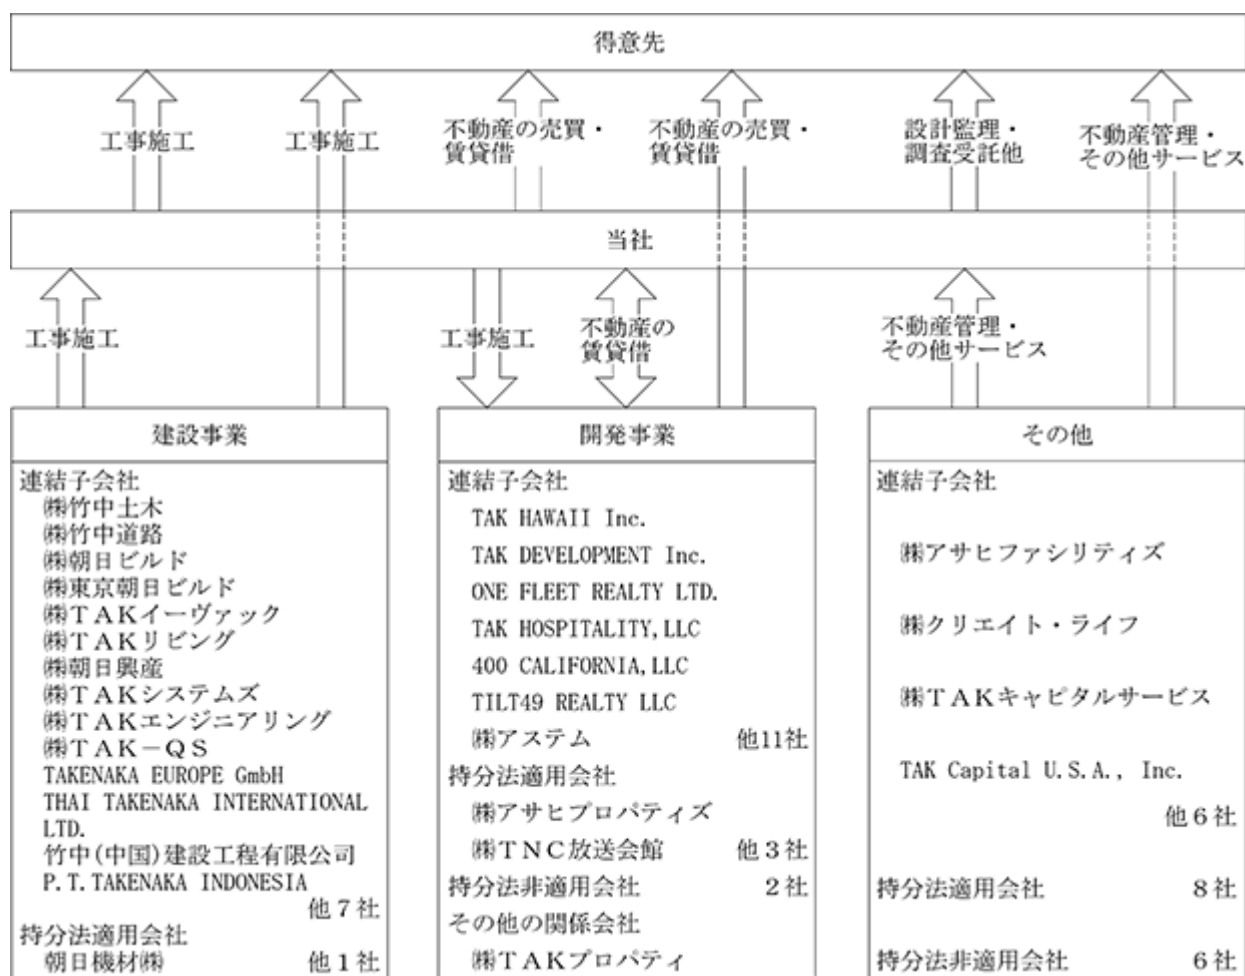 得意先
工事施工
工事施工
不動産の売買・
賃貸借
不動産の売買・
賃貸借
設計監理・
調査受託他
不動産管理・
その他サービス
当社
工事施工
工事施工
不動産の
賃貸借
不動産管理・
その他サービス
建設事業
連結子会社
㈱竹中土木
㈱竹中道路
㈱朝日ビルド
㈱東京朝日ビルド
㈱TAKイーヴァック
㈱TAKリビング
㈱朝日興産
㈱TAKシステムズ
㈱TAKエンジニアリング
㈱TAK−QS
TAKENAKA EUROPE GmbH
THAI TAKENAKA INTERNATIONAL
LTD.
竹中(中国)建設工程有限公司
P.T.TAKENAKA INDONESIA
他7社
持分法適用会社
朝日機材㈱ 他1社
開発事業
連結子会社
TAK HAWAII Inc.
TAK DEVELOPMENT Inc.
ONE FLEET REALTY LTD.
TAK HOSPITALITY,LLC
400 CALIFORNIA,LLC
TILT49 REALTY LLC
㈱アステム 他11社
持分法適用会社
㈱アサヒプロパティズ
㈱TNC放送会館 他3社
持分法非適用会社 2社
その他の関係会社
㈱TAKプロパティ
その他
連結子会社
㈱アサヒファシリティズ
㈱クリエイト・ライフ
㈱TAKキャピタルサービス
TAK Capital U.S.A., Inc.
他6社
持分法適用会社 8社
持分法非適用会社 6社